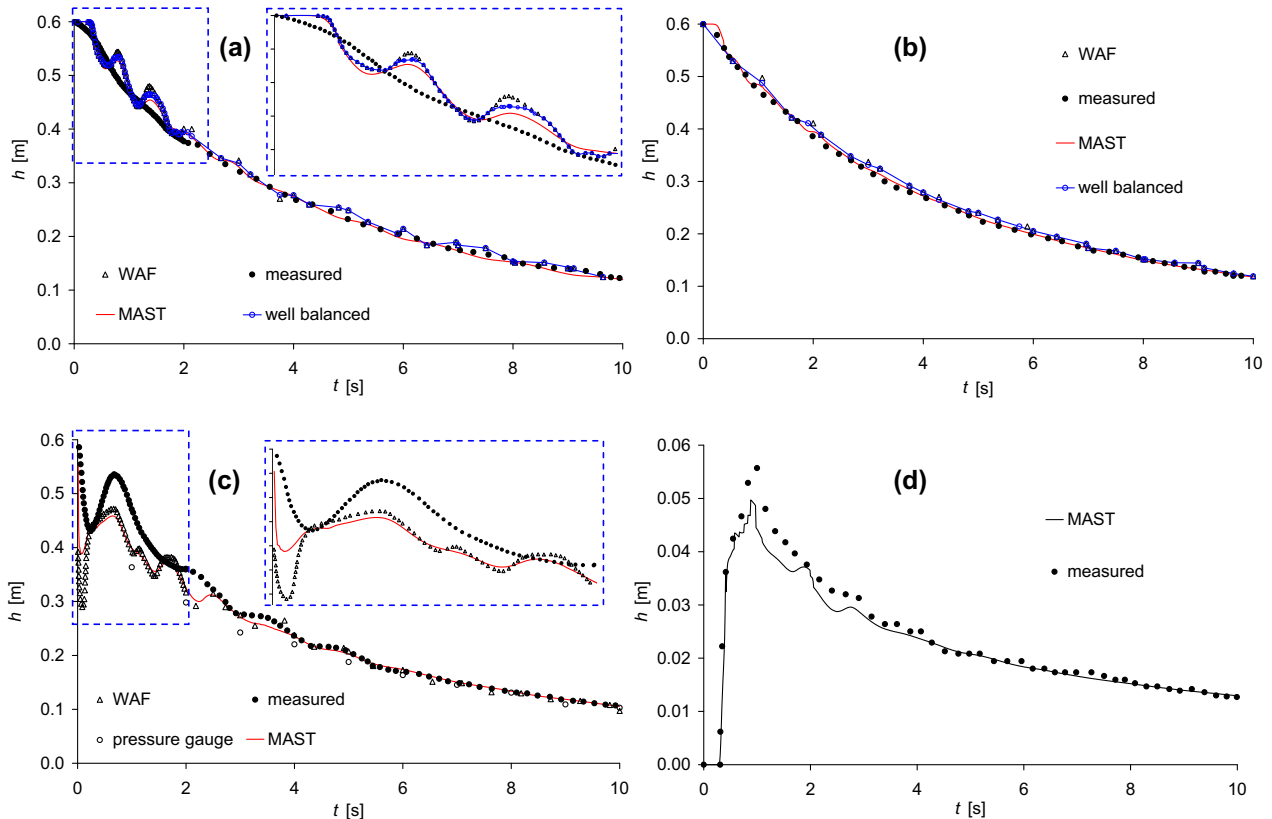 (a)
0.6
0.5
0.4
0.3
0.2
0.1
0.0
h [m]
WAF
measured
MAST
well balanced
0 2 4 6 8 10
t [s]
(b)
0.6
0.5
0.4
0.3
0.2
0.1
0.0
h [m]
WAF
measured
MAST
well balanced
0 2 4 6 8 10
t [s]
(c)
0.6
0.5
0.4
0.3
0.2
0.1
0.0
h [m]
WAF
measured
pressure gauge
MAST
0 2 4 6 8 10
t [s]
(d)
0.06
0.05
0.04
0.03
0.02
0.01
0.00
h [m]
MAST
measured
0 2 4 6 8 10
t [s]